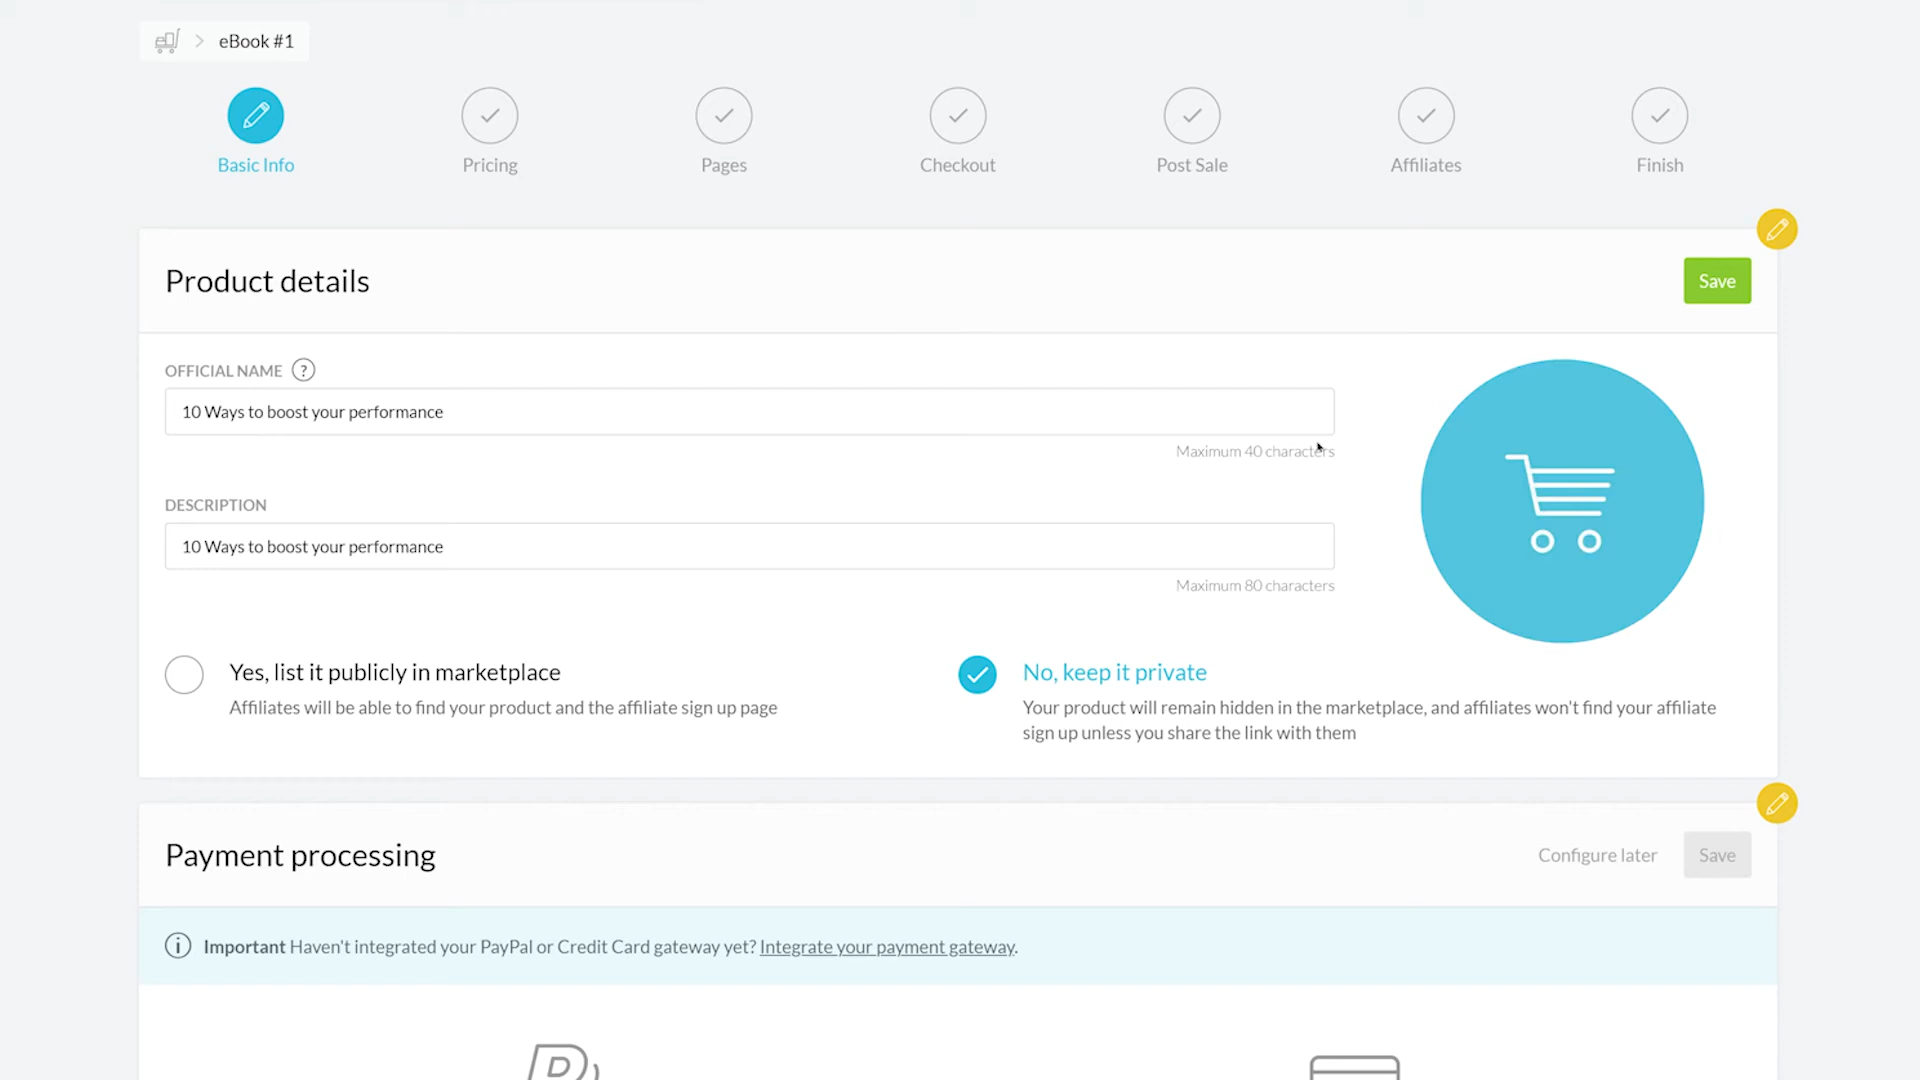 eBook #1
Basic Info
Pricing
Pages
Checkout
Post Sale
Affiliates
Finish
Product details
Save
OFFICIAL NAME ?
10 Ways to boost your performance
Maximum 40 characters
DESCRIPTION
10 Ways to boost your performance
Maximum 80 characters
Yes, list it publicly in marketplace
Affiliates will be able to find your product and the affiliate sign up page
No, keep it private
Your product will remain hidden in the marketplace, and affiliates won't find your affiliate
sign up unless you share the link with them
Payment processing
Configure later
Save
Important Haven't integrated your PayPal or Credit Card gateway yet? Integrate your payment gateway.